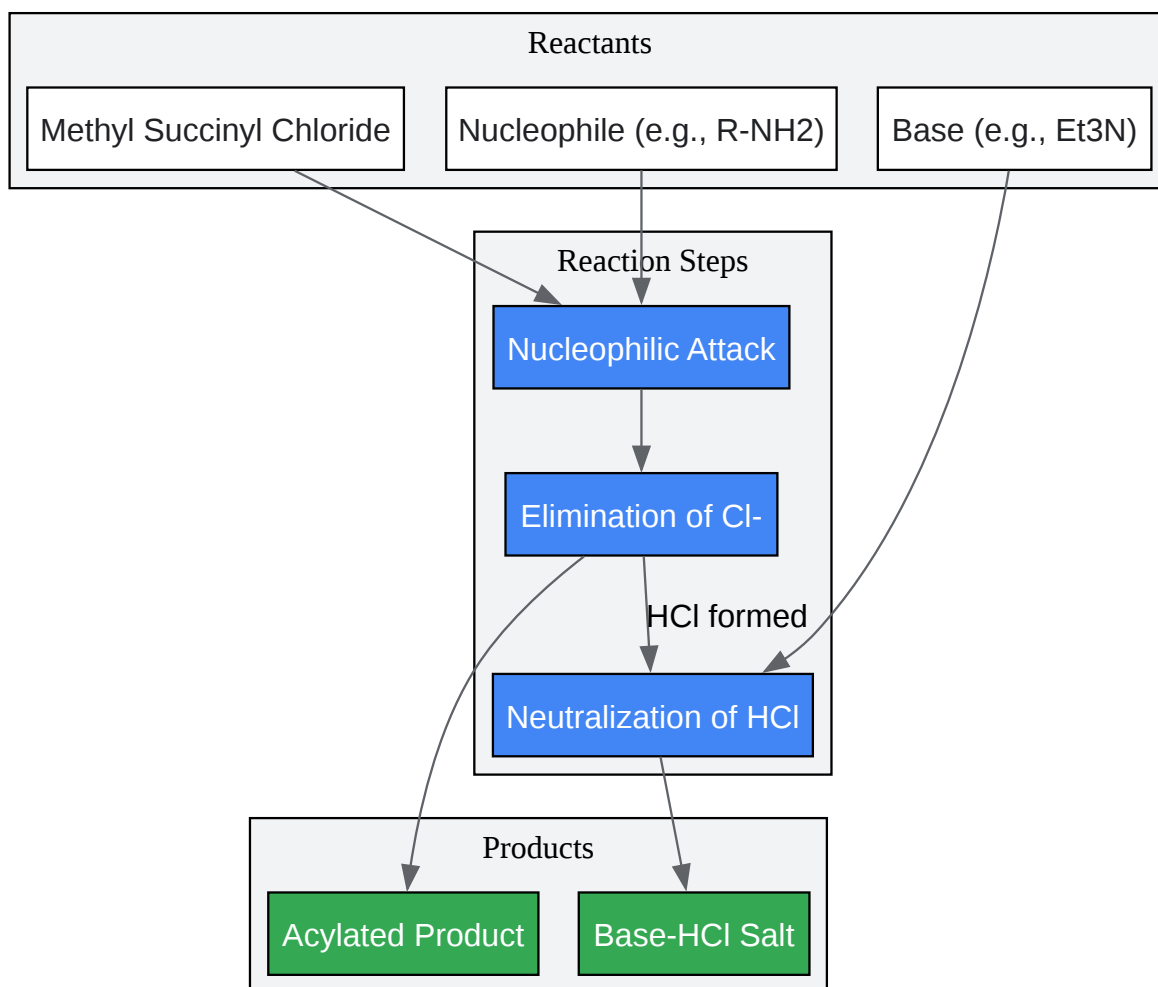 Reactants
Methyl Succinyl Chloride
Nucleophile (e.g., R-NH2)
Base (e.g., Et3N)
Reaction Steps
Nucleophilic Attack
Elimination of Cl-
HCl formed
Neutralization of HCl
Products
Acylated Product
Base-HCl Salt